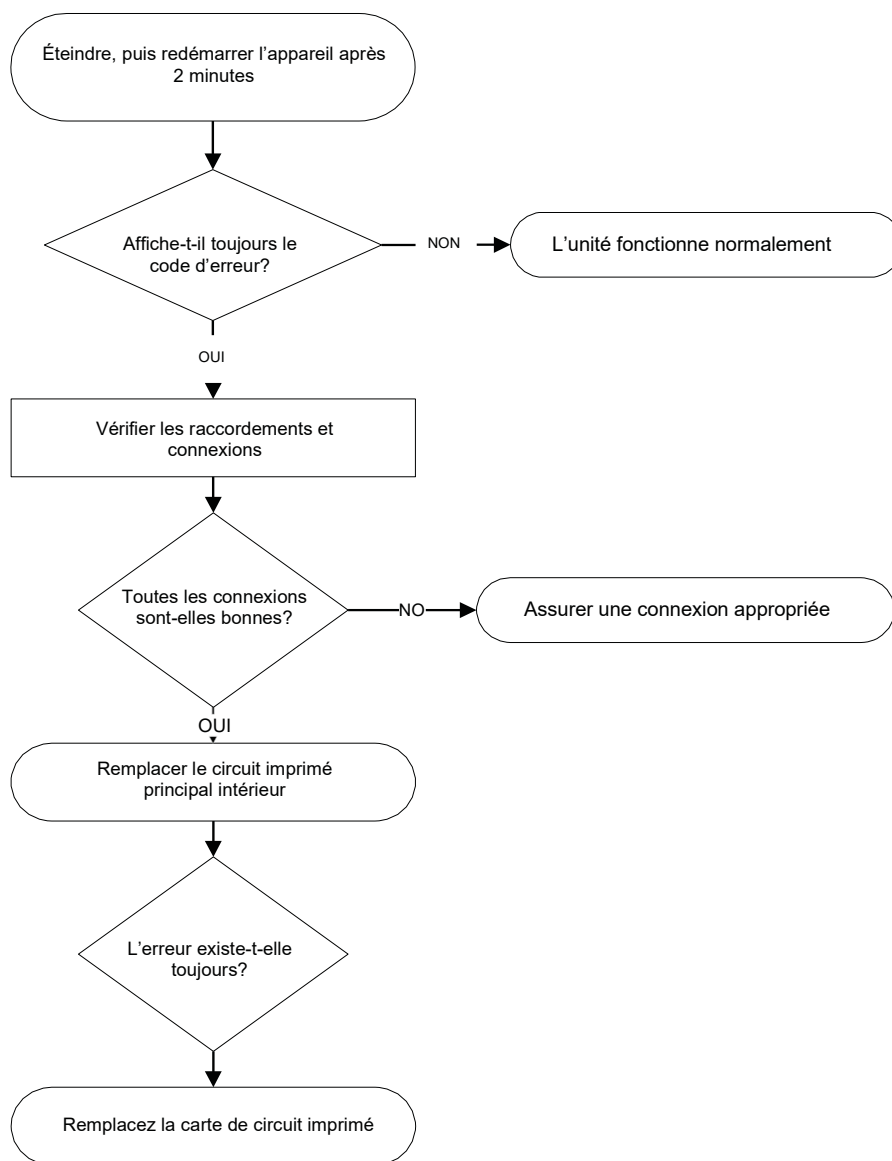 Éteindre, puis redémarrer l’appareil après
2 minutes
Affiche-t-il toujours le
code d’erreur?
NON
L’unité fonctionne normalement
OUI
Vérifier les raccordements et
connexions
Toutes les connexions
sont-elles bonnes?
NO
Assurer une connexion appropriée
OUI
Remplacer le circuit imprimé
principal intérieur
L’erreur existe-t-elle
toujours?
Remplacez la carte de circuit imprimé